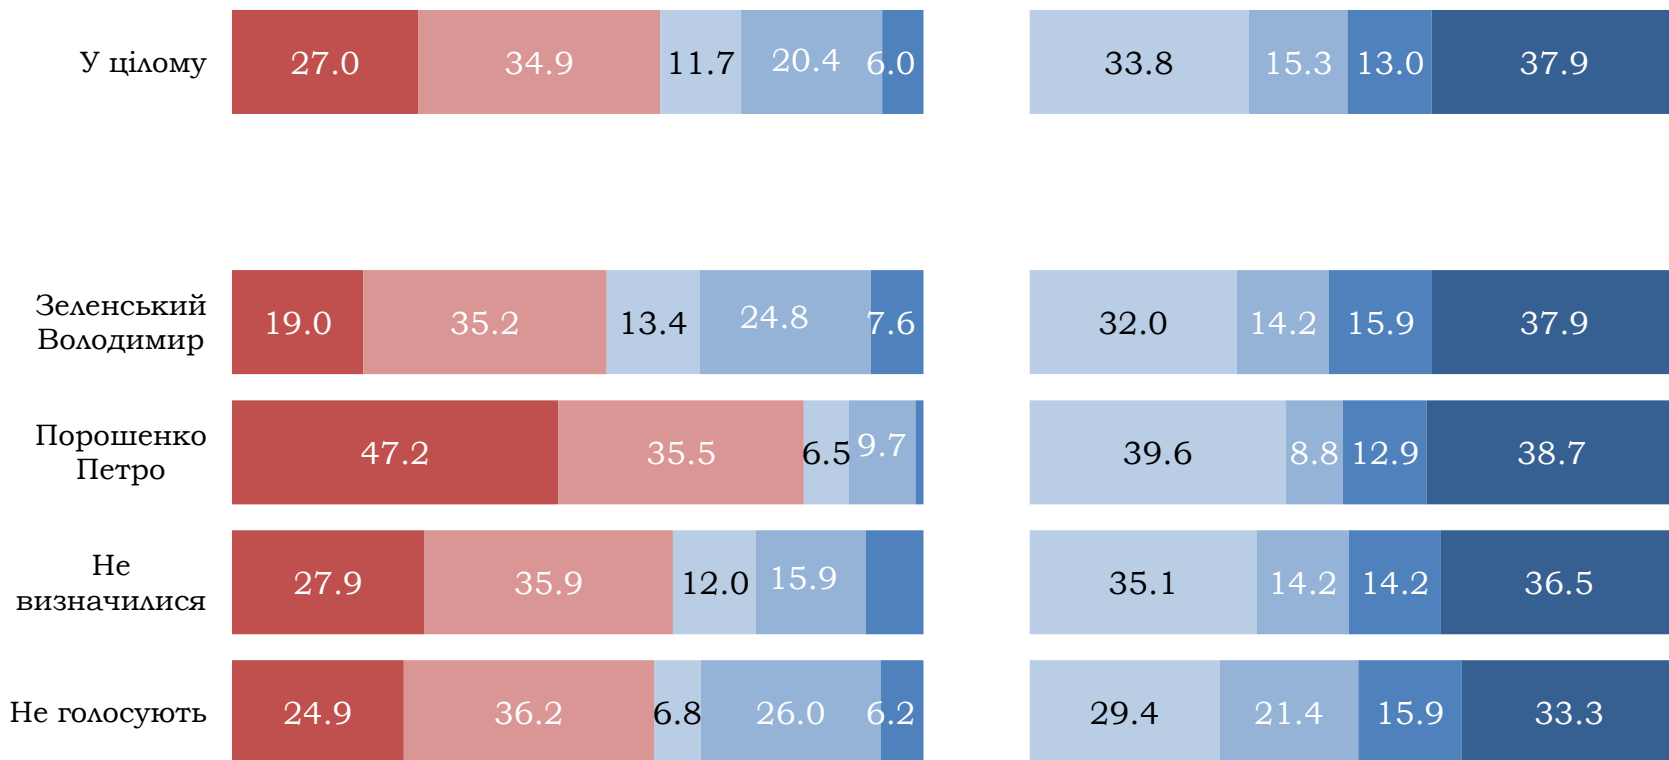 У цілому 27.0 34.9 11.7 20.4 6.0 33.8 15.3 13.0 37.9
Зеленський
Володимир 19.0 35.2 13.4 24.8 7.6 32.0 14.2 15.9 37.9
Порошенко
Петро 47.2 35.5 6.5 9.7 39.6 8.8 12.9 38.7
Не
визначилися 27.9 35.9 12.0 15.9 35.1 14.2 14.2 36.5
Не голосують 24.9 36.2 6.8 26.0 6.2 29.4 21.4 15.9 33.3